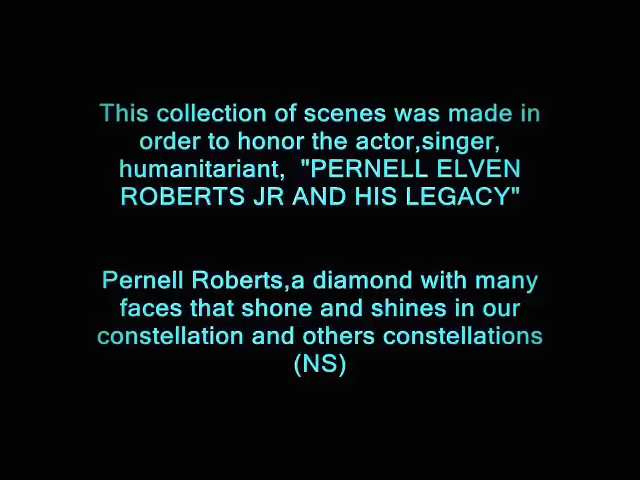 This collection of scenes was made in
order to honor the actor,singer,
humanitariant,  "PERNELL ELVEN
ROBERTS JR AND HIS LEGACY"
Pernell Roberts,a diamond with many
faces that shone and shines in our
constellation and others constellations
(NS)